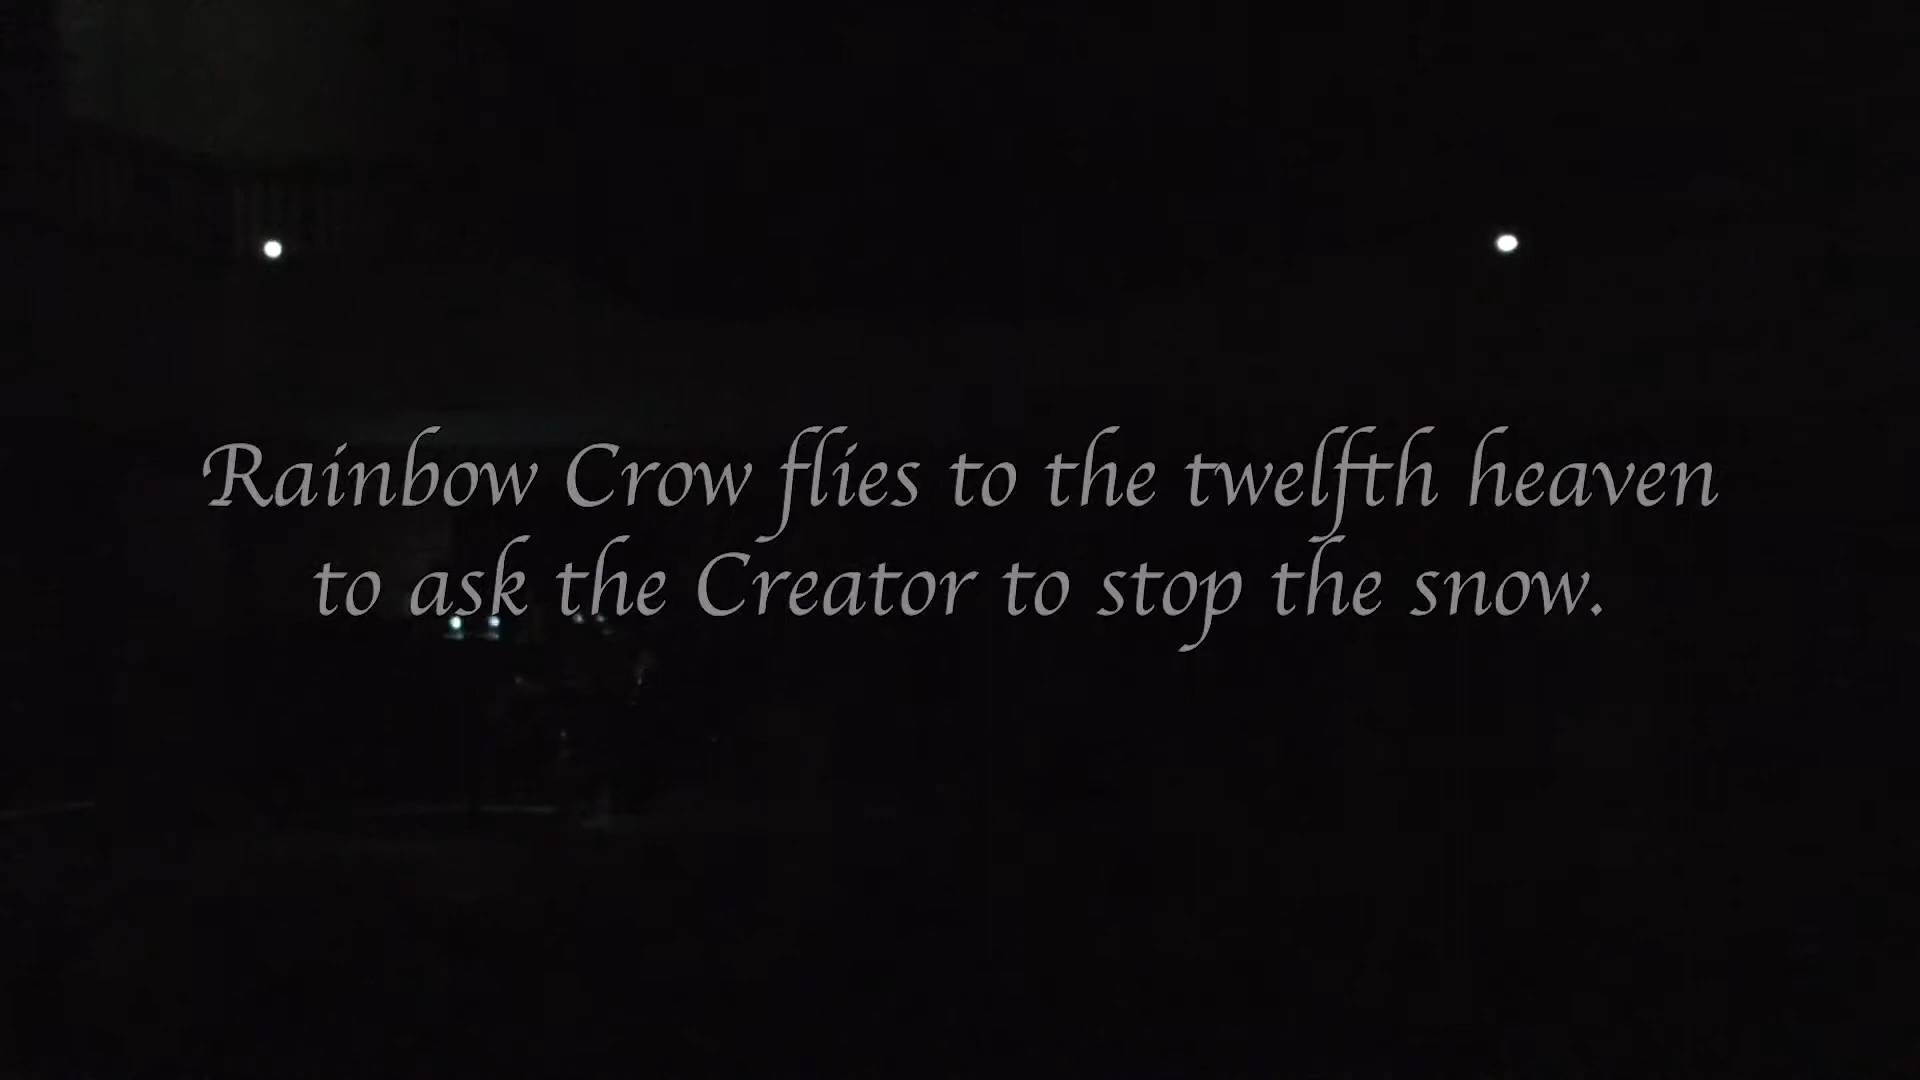 Rainbow Crow flies to the twelfth heaven
to ask the Creator to stop the snow.